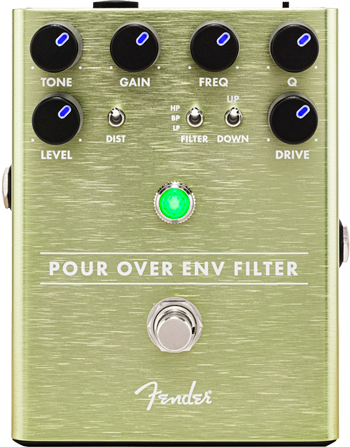 TONE GAIN FREQ Q
UP
HP
BP
LP
LEVEL DIST FILTER DOWN DRIVE
POUR OVER ENV FILTER
Fender